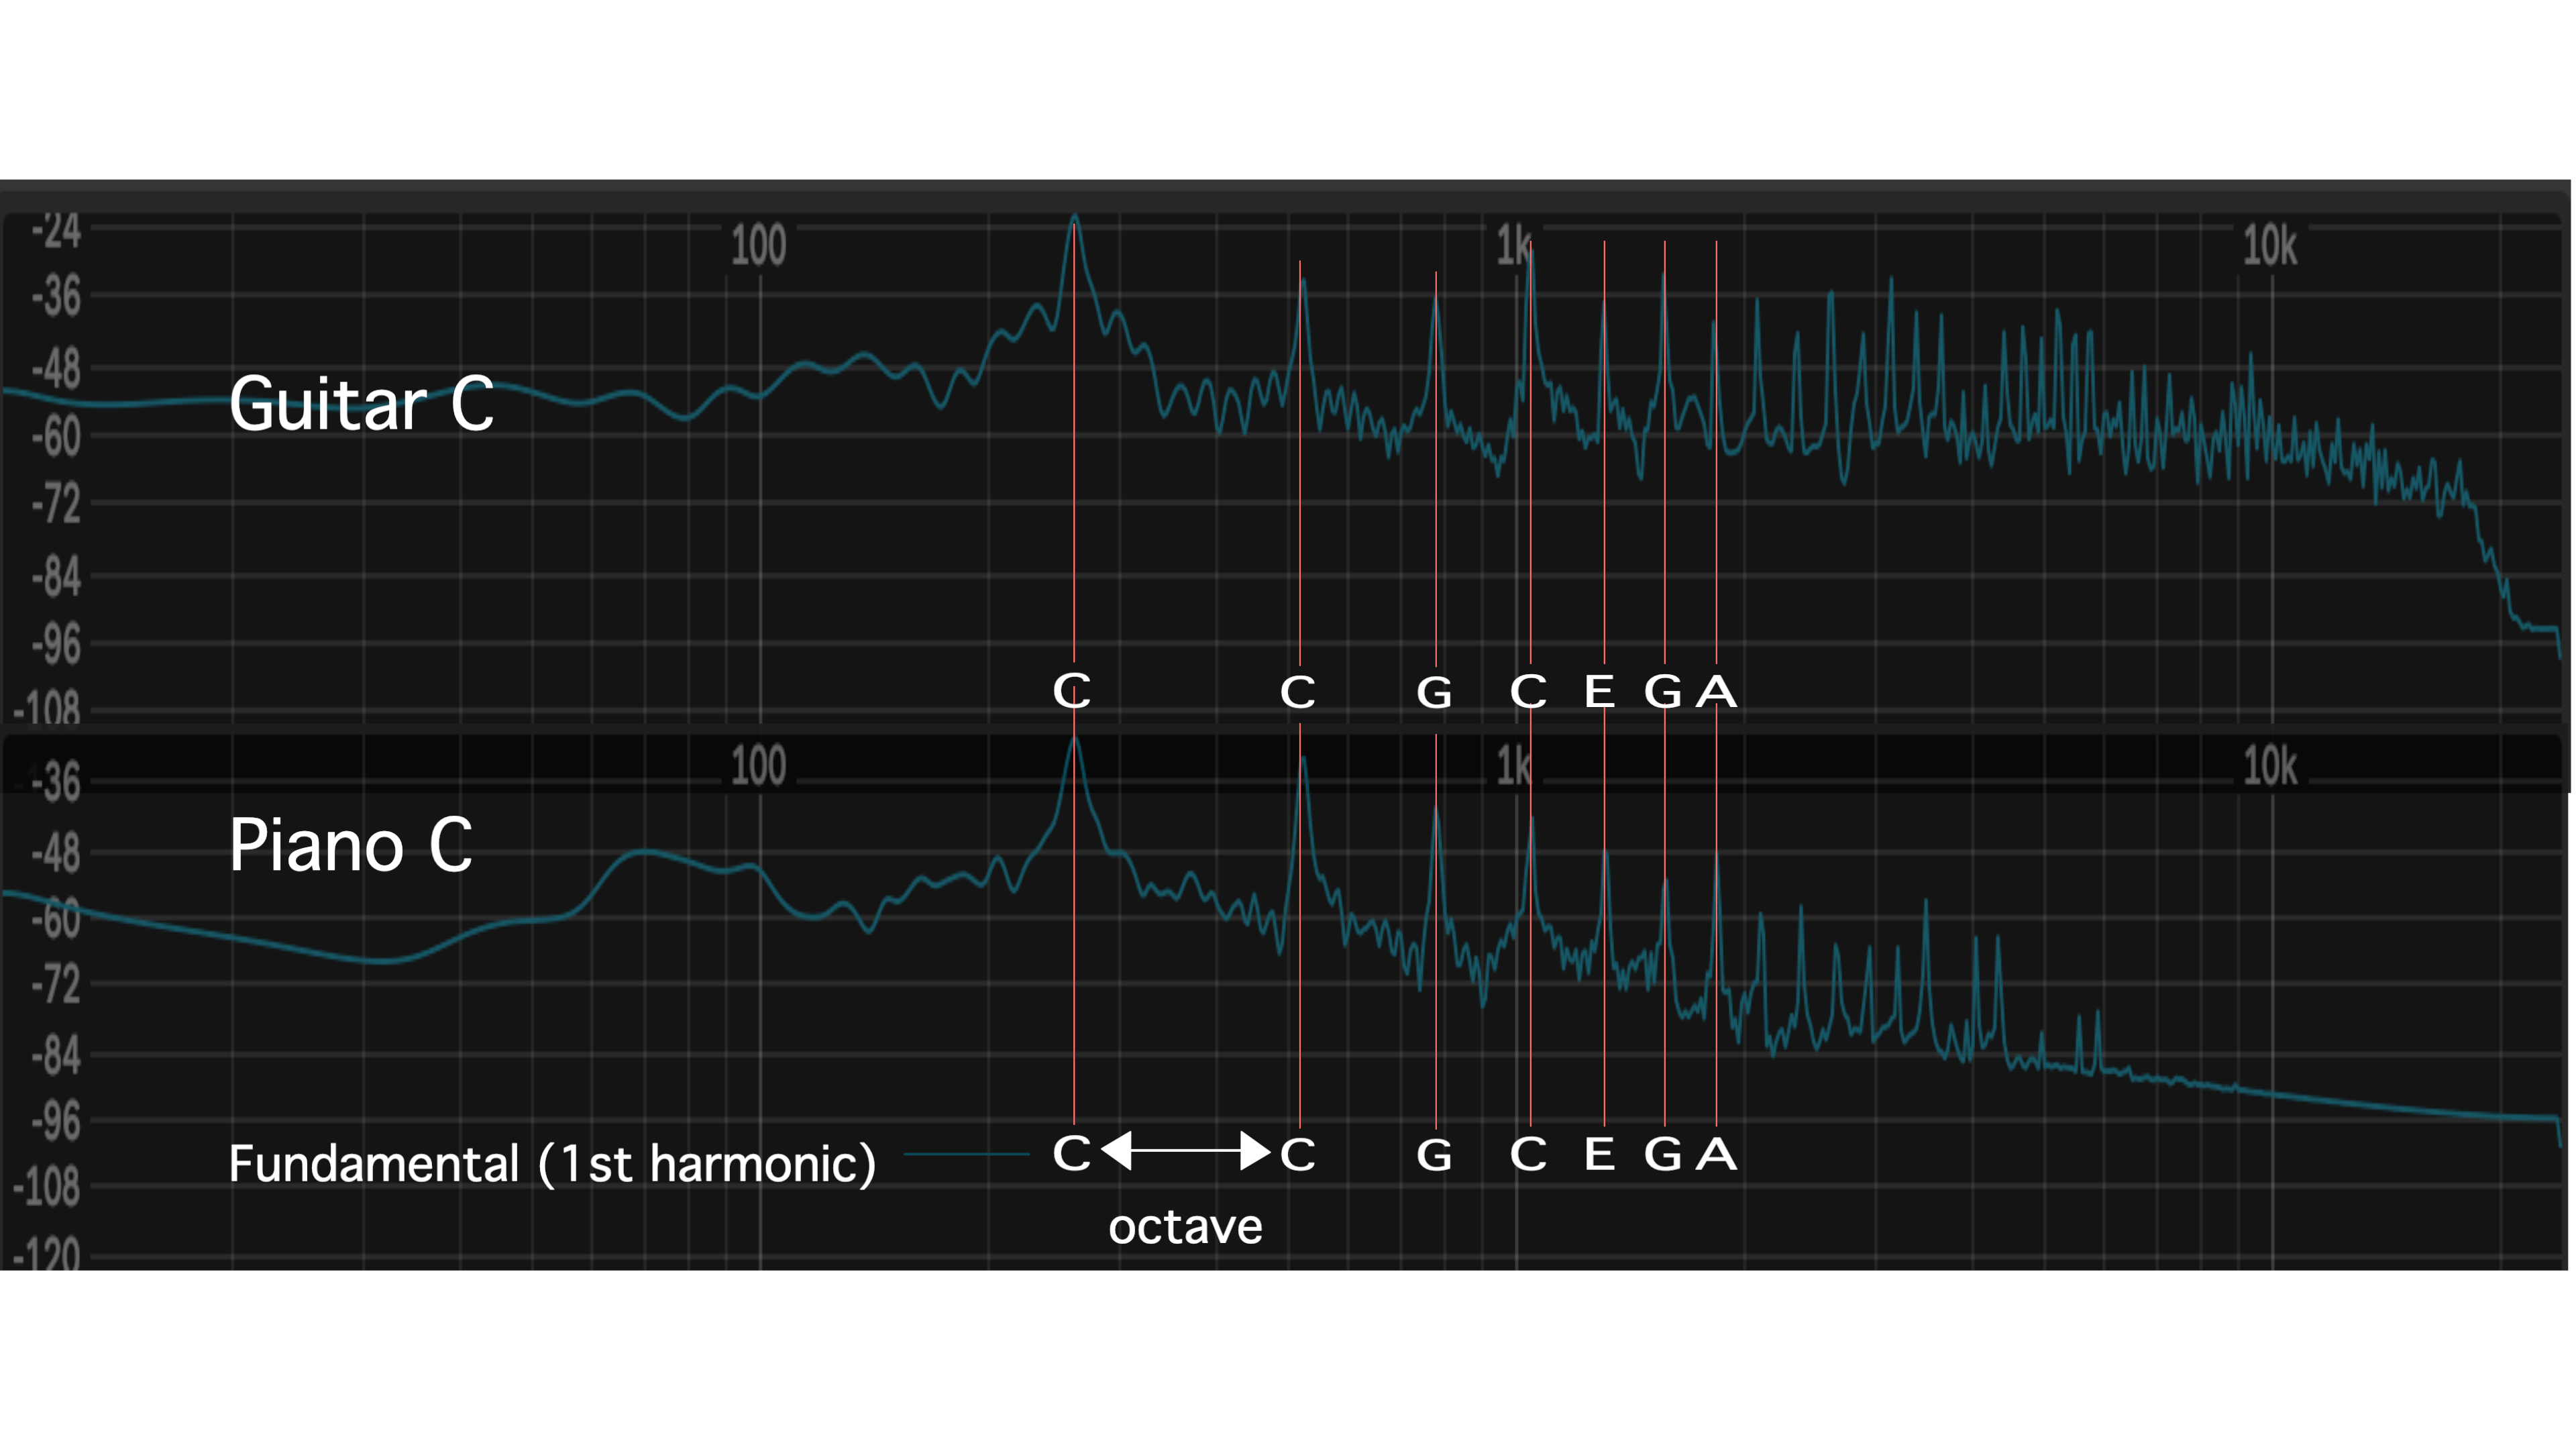 -24 100 1k 10k
-36
-48
Guitar C
-60
-72
-84
-96
C C G C E G A
-108
100 1k 10k
-36
Piano C
-48
-60
-72
-84
-96
Fundamental (1st harmonic) C C G C E G A
-108
octave
-120